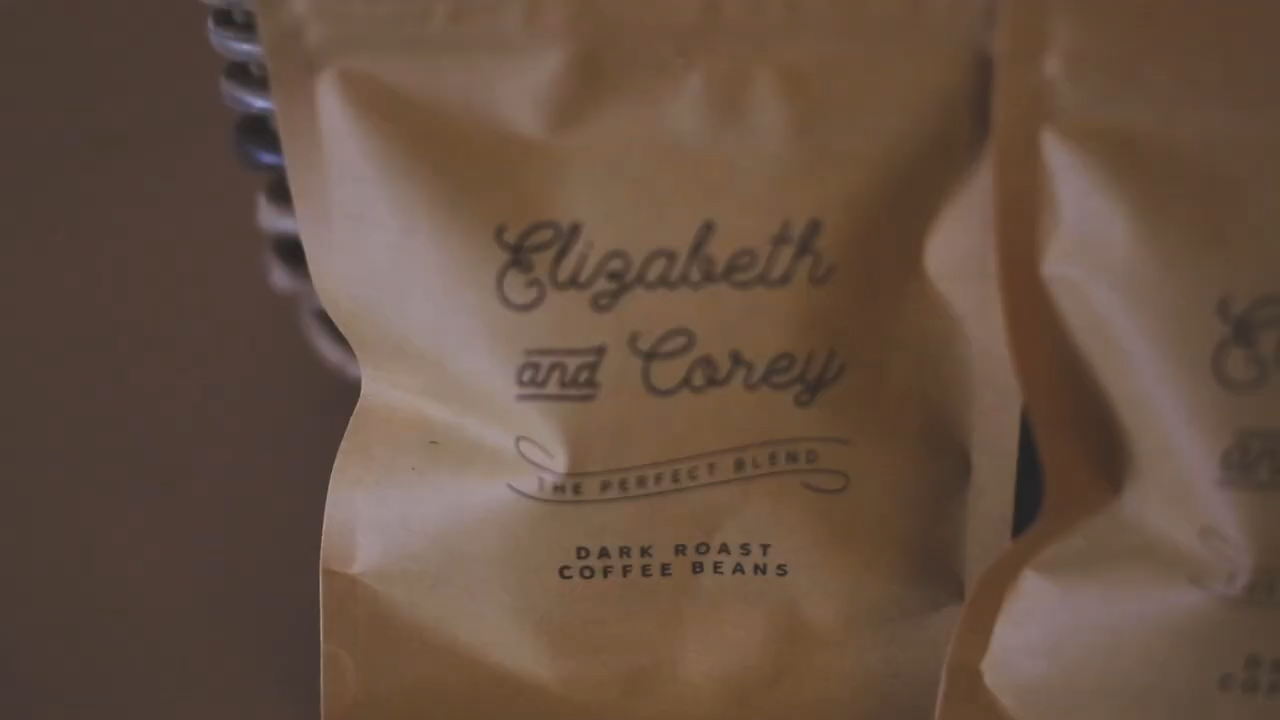 Elizabeth
and Corey
THE PERFECT BLEND
DARK ROAST
COFFEE BEANS